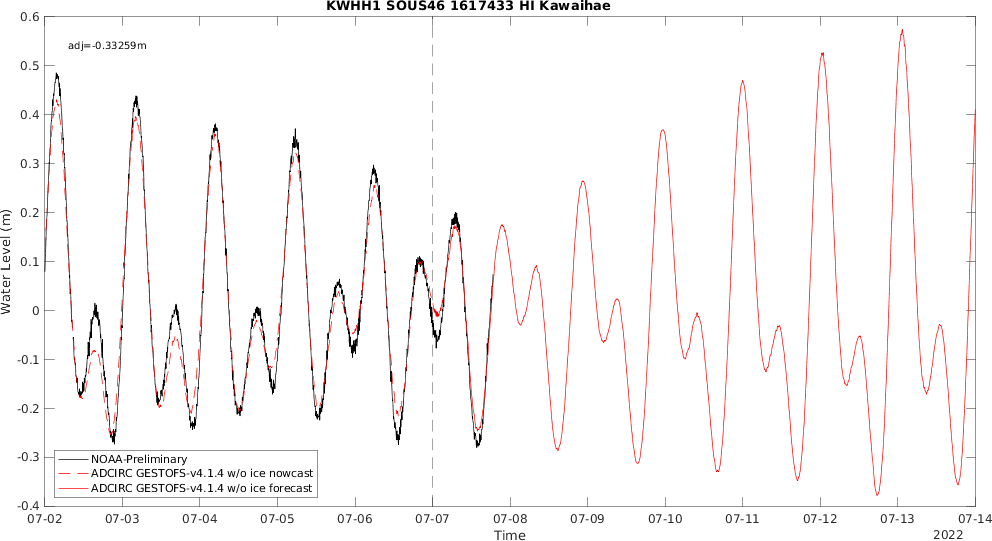 KWHH1 SOUS46 1617433 HI Kawaihae
adj=-0.33259m
Water Level (m)
0.6
0.5
0.4
0.3
0.2
0.1
0
-0.1
-0.2
-0.3
-0.4
NOAA-Preliminary
ADCIRC GESTOFS-v4.1.4 w/o ice nowcast
ADCIRC GESTOFS-v4.1.4 w/o ice forecast
07-02 07-03 07-04 07-05 07-06 07-07 07-08 07-09 07-10 07-11 07-12 07-13 07-14
Time
2022